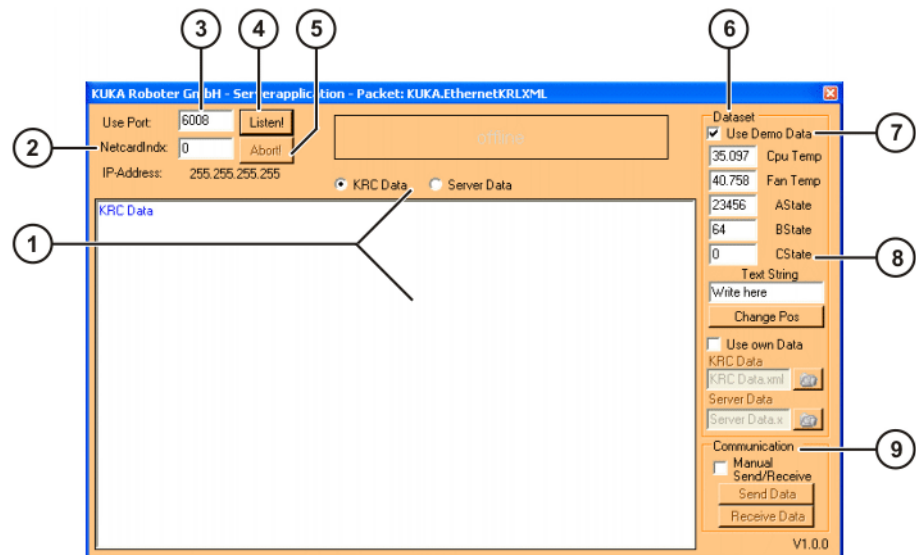 3 4 5 6
KUKA Roboter GmbH - Serverapplication - Packet: KUKA.EthernetKRLXML
Use Port: 6008 Listen!
offline
Dataset
Use Demo Data
7
2
NetcardIndx: 0 Abort!
IP-Address: 255.255.255.255
35.097 Cpu Temp
40.758 Fan Temp
KRC Data Server Data
23456 AState
KRC Data
64 BState
1
0 CState
8
Text String
Write here
Change Pos
Use own Data
KRC Data
KRC Data.xml
Server Data
Server Data.x
Communication
9
Manual
Send/Receive
Send Data
Receive Data
V1.0.0